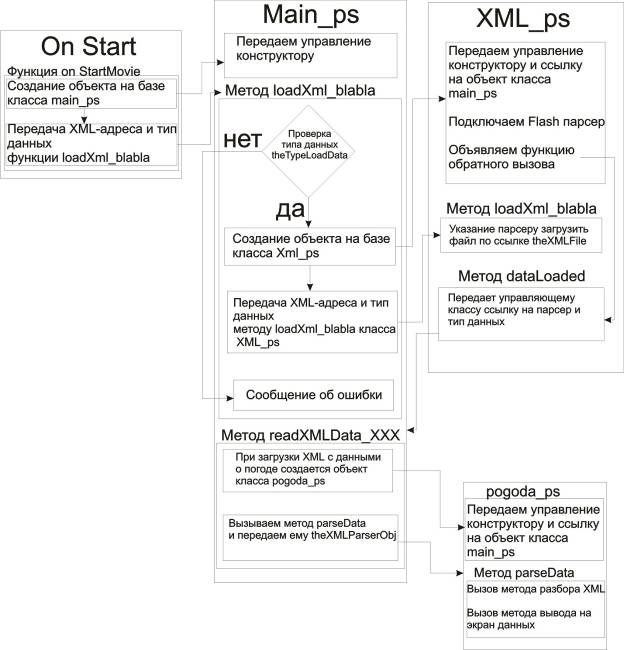 On Start
Функция on StartMovie
Создание объекта на базе
класса main_ps
Передача XML-адреса и тип
данных
функции loadXml_blabla
Main_ps
Передаем управление
конструктору
Метод loadXml_blabla
нет
Проверка
типа данных
theTypeLoadData
да
Создание объекта на базе
класса Xml_ps
Передача XML-адреса и тип
данных
методу loadXml_blabla класса
XML_ps
Сообщение об ошибки
Метод readXMLData_XXX
При загрузки XML с данными
о погоде создается объект
класса pogoda_ps
Вызываем метод parseData
и передаем ему theXMLParserObj
XML_ps
Передаем управление
конструктору и ссылку
на объект класса
main_ps
Подключаем Flash парсер
Объявляем функцию
обратного вызова
Метод loadXml_blabla
Указание парсеру загрузить
файл по ссылке theXMLFile
Метод dataLoaded
Передает управляющему
классу ссылку на парсер и
тип данных
pogoda_ps
Передаем управление
конструктору и ссылку
на объект класса
main_ps
Метод parseData
Вызов метода разбора XML
Вызов метода вывода на
экран данных